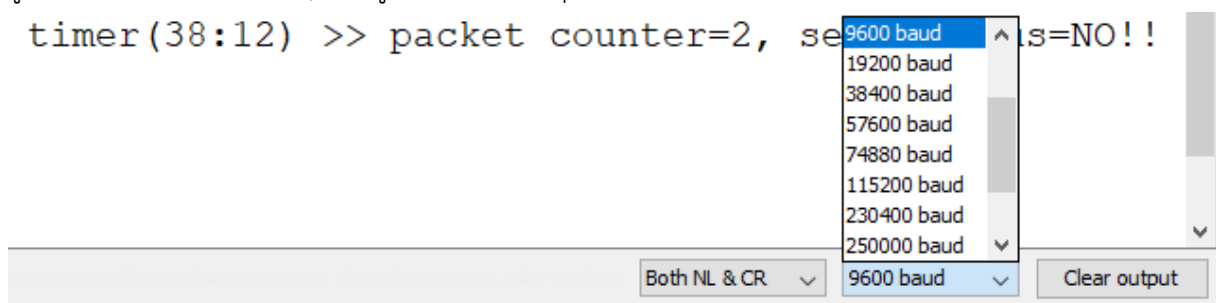 timer(38:12) >> packet counter=2, se
s=NO!!
9600 baud
19200 baud
38400 baud
57600 baud
74880 baud
115200 baud
230400 baud
250000 baud
Both NL & CR
9600 baud
Clear output